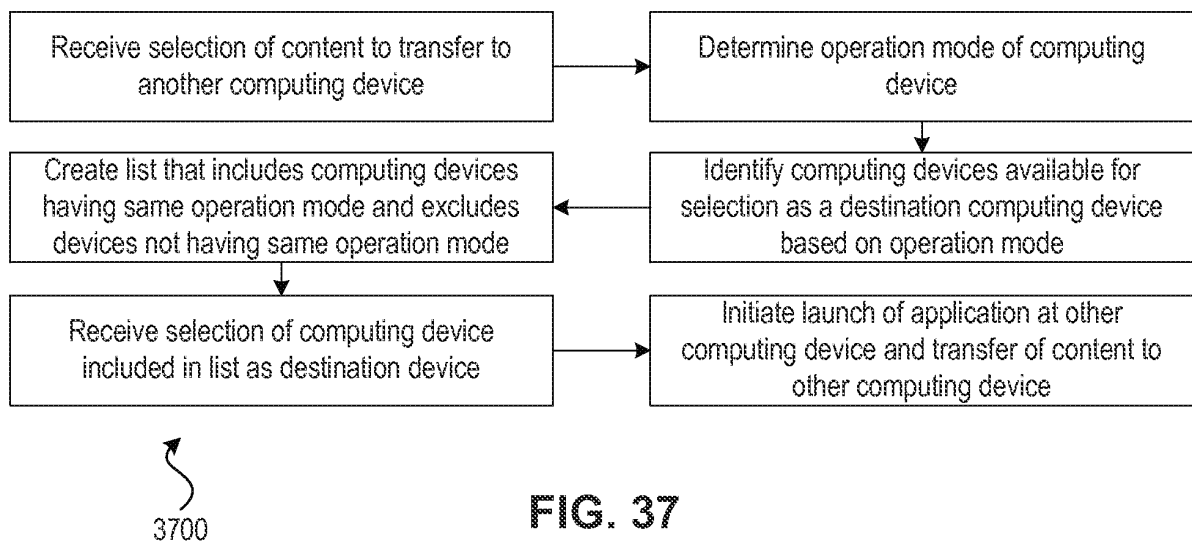 Receive selection of content to transfer to
another computing device
Determine operation mode of computing
device
Identify computing devices available for
selection as a destination computing device
based on operation mode
Create list that includes computing devices
having same operation mode and excludes
devices not having same operation mode
Receive selection of computing device
included in list as destination device
Initiate launch of application at other
computing device and transfer of content to
other computing device
3700
FIG. 37